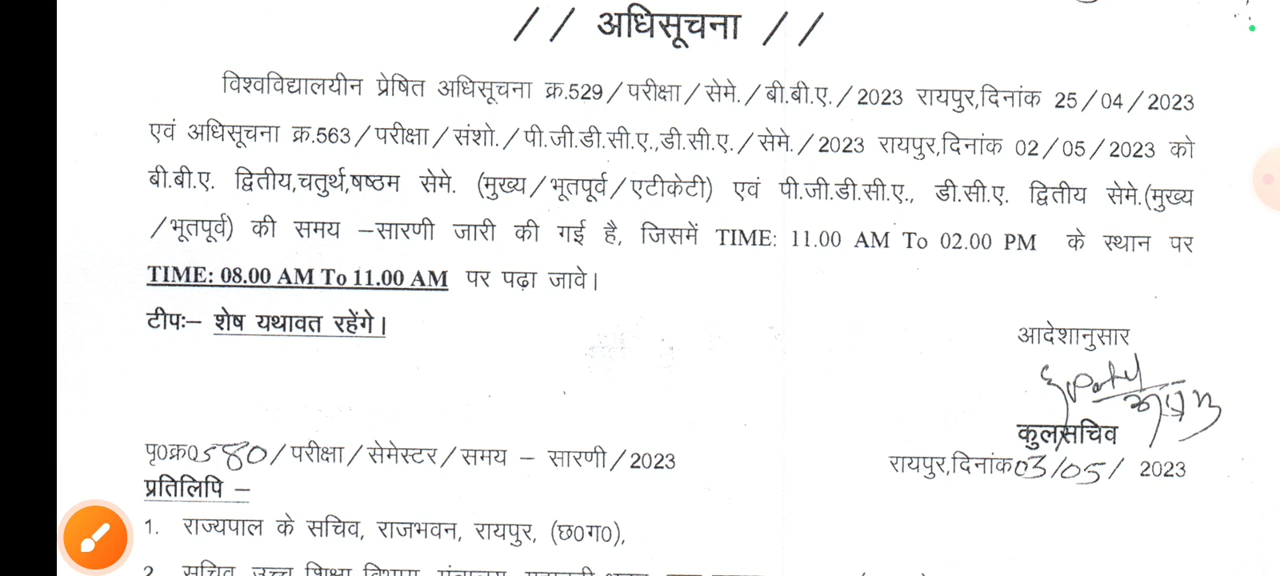 // अधिसूचना //
विश्वविद्यालयीन प्रेषित अधिसूचना क्र.529/परीक्षा/सेमे./बी.बी.ए./2023 रायपुर,दिनांक 25/04/2023
एवं अधिसूचना क्र.563/परीक्षा/संशो./पी.जी.डी.सी.ए.,डी.सी.ए./सेमे./2023 रायपुर,दिनांक 02/05/2023 को
बी.बी.ए. द्वितीय,चतुर्थ,षष्ठम सेमे. (मुख्य/भूतपूर्व/एटीकेटी) एवं पी.जी.डी.सी.ए., डी.सी.ए. द्वितीय सेमे.(मुख्य
/भूतपूर्व) की समय –सारणी जारी की गई है, जिसमें TIME: 11.00 AM To 02.00 PM के स्थान पर
TIME: 08.00 AM To 11.00 AM पर पढ़ा जावे।
टीपः– शेष यथावत रहेंगे।
आदेशानुसार
कुलसचिव
पृ0क्र0580/परीक्षा/सेमेस्टर/समय – सारणी/2023
रायपुर,दिनांक03/05/ 2023
प्रतिलिपि –
1. राज्यपाल के सचिव, राजभवन, रायपुर, (छ0ग0),
2. सचिव, उच्च शिक्षा विभाग,